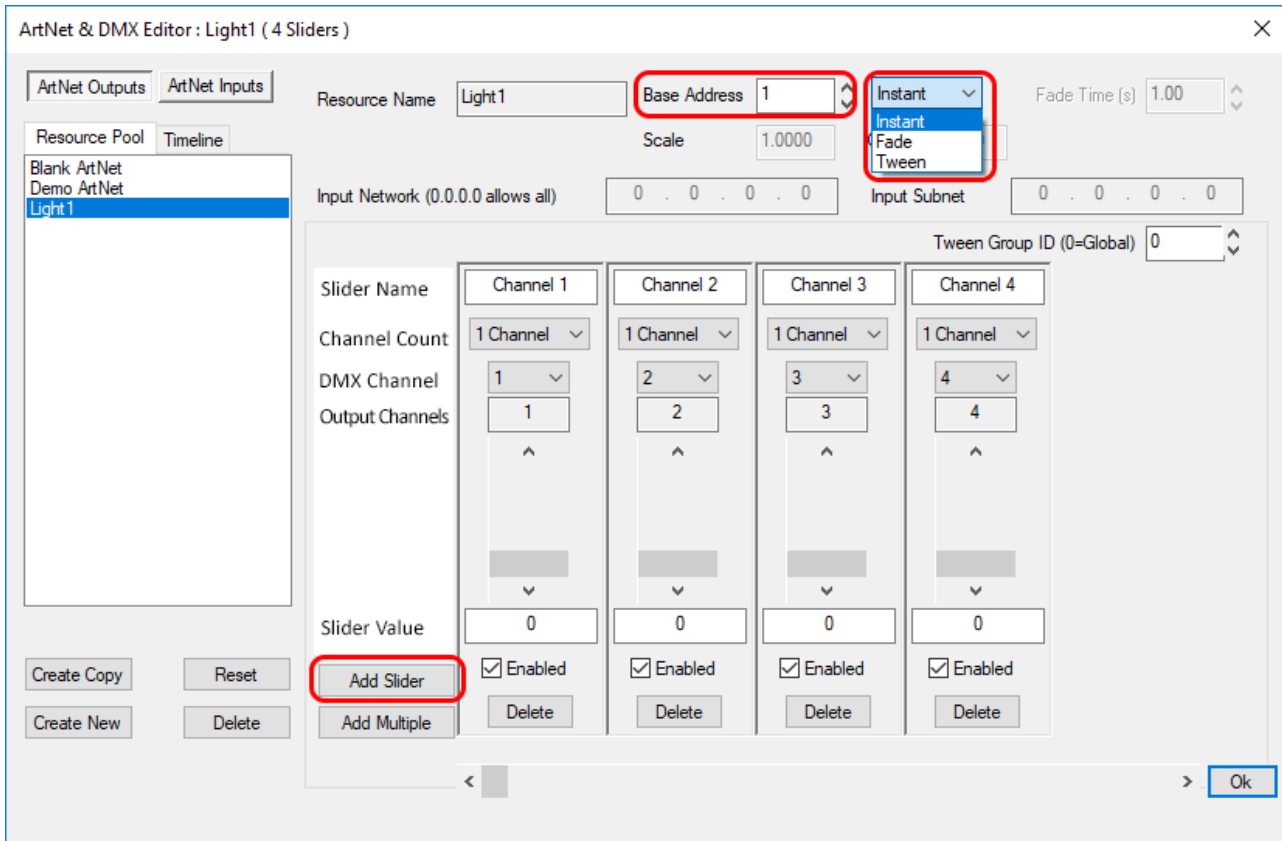 ArtNet & DMX Editor : Light1 ( 4 Sliders )
ArtNet Outputs ArtNet Inputs
Resource Name Light1 Base Address 1 Instant Fade Time (s) 1.00
Instant
Fade
Tween
Scale 1.0000
Resource Pool Timeline
Blank ArtNet
Demo ArtNet
Light1
Input Network (0.0.0.0 allows all) 0 . 0 . 0 . 0 Input Subnet 0 . 0 . 0 . 0
Tween Group ID (0=Global) 0
Slider Name Channel 1 Channel 2 Channel 3 Channel 4
Channel Count 1 Channel 1 Channel 1 Channel 1 Channel
DMX Channel 1 2 3 4
Output Channels 1 2 3 4
Slider Value 0 0 0 0
Enabled Enabled Enabled Enabled
Create Copy Reset Add Slider
Delete Delete Delete Delete
Create New Delete Add Multiple
Ok